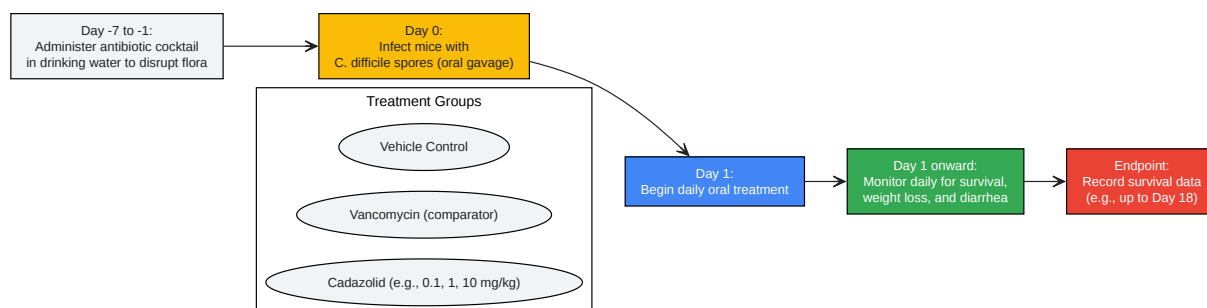 Day -7 to -1:
Administer antibiotic cocktail
in drinking water to disrupt flora
Day 0:
Infect mice with
C. difficile spores (oral gavage)
Treatment Groups
Vehicle Control
Vancomycin (comparator)
Cadazolid (e.g., 0.1, 1, 10 mg/kg)
Day 1:
Begin daily oral treatment
Day 1 onward:
Monitor daily for survival,
weight loss, and diarrhea
Endpoint:
Record survival data
(e.g., up to Day 18)